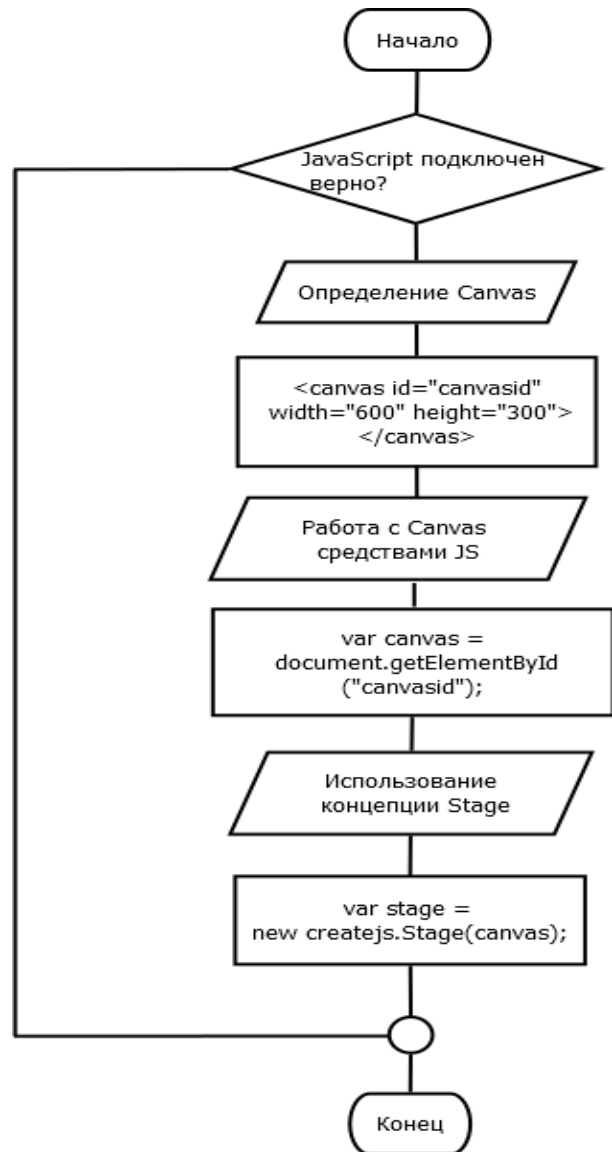 Начало
JavaScript подключен
верно?
Определение Canvas
<canvas id="canvasid"
width="600" height="300">
</canvas>
Работа с Canvas
средствами JS
var canvas =
document.getElementById
("canvasid");
Использование
концепции Stage
var stage =
new createjs.Stage(canvas);
Конец